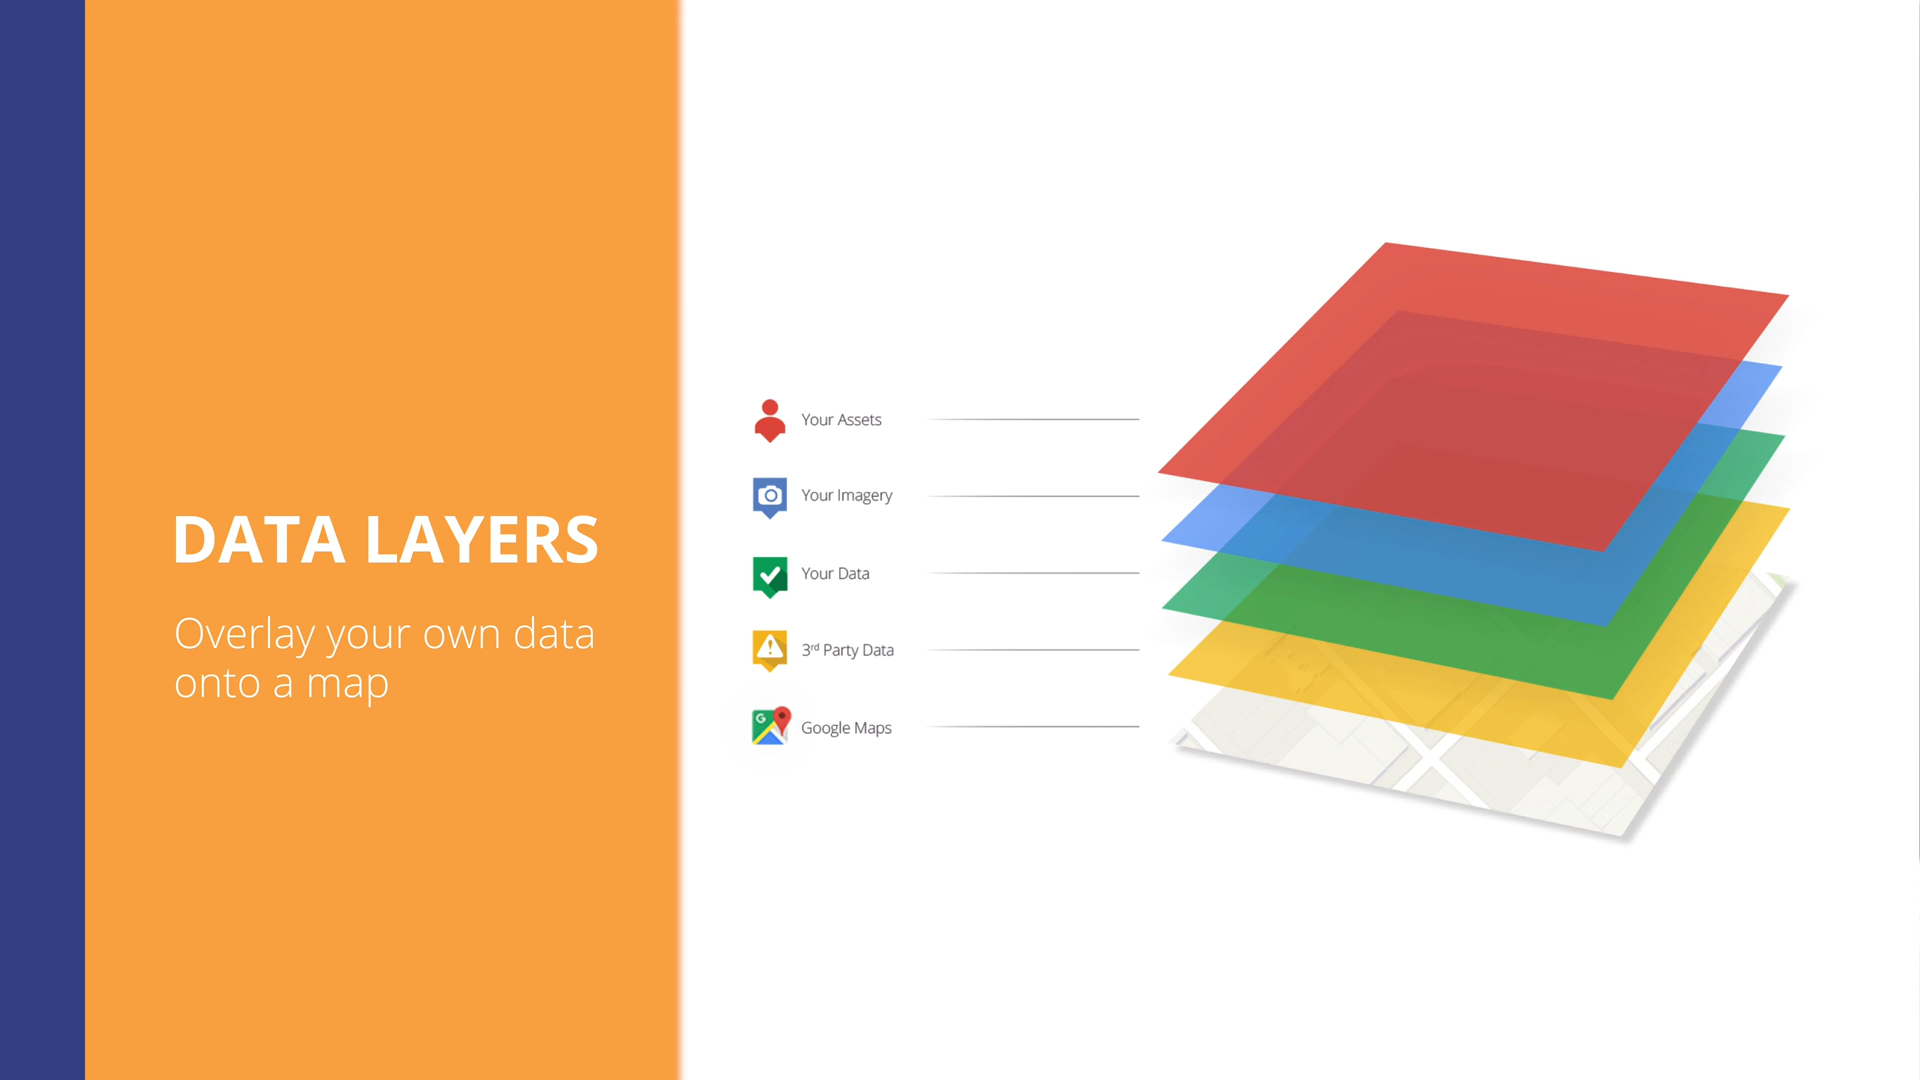 DATA LAYERS
Overlay your own data
onto a map
Your Assets
Your Imagery
Your Data
3rd Party Data
G
Google Maps